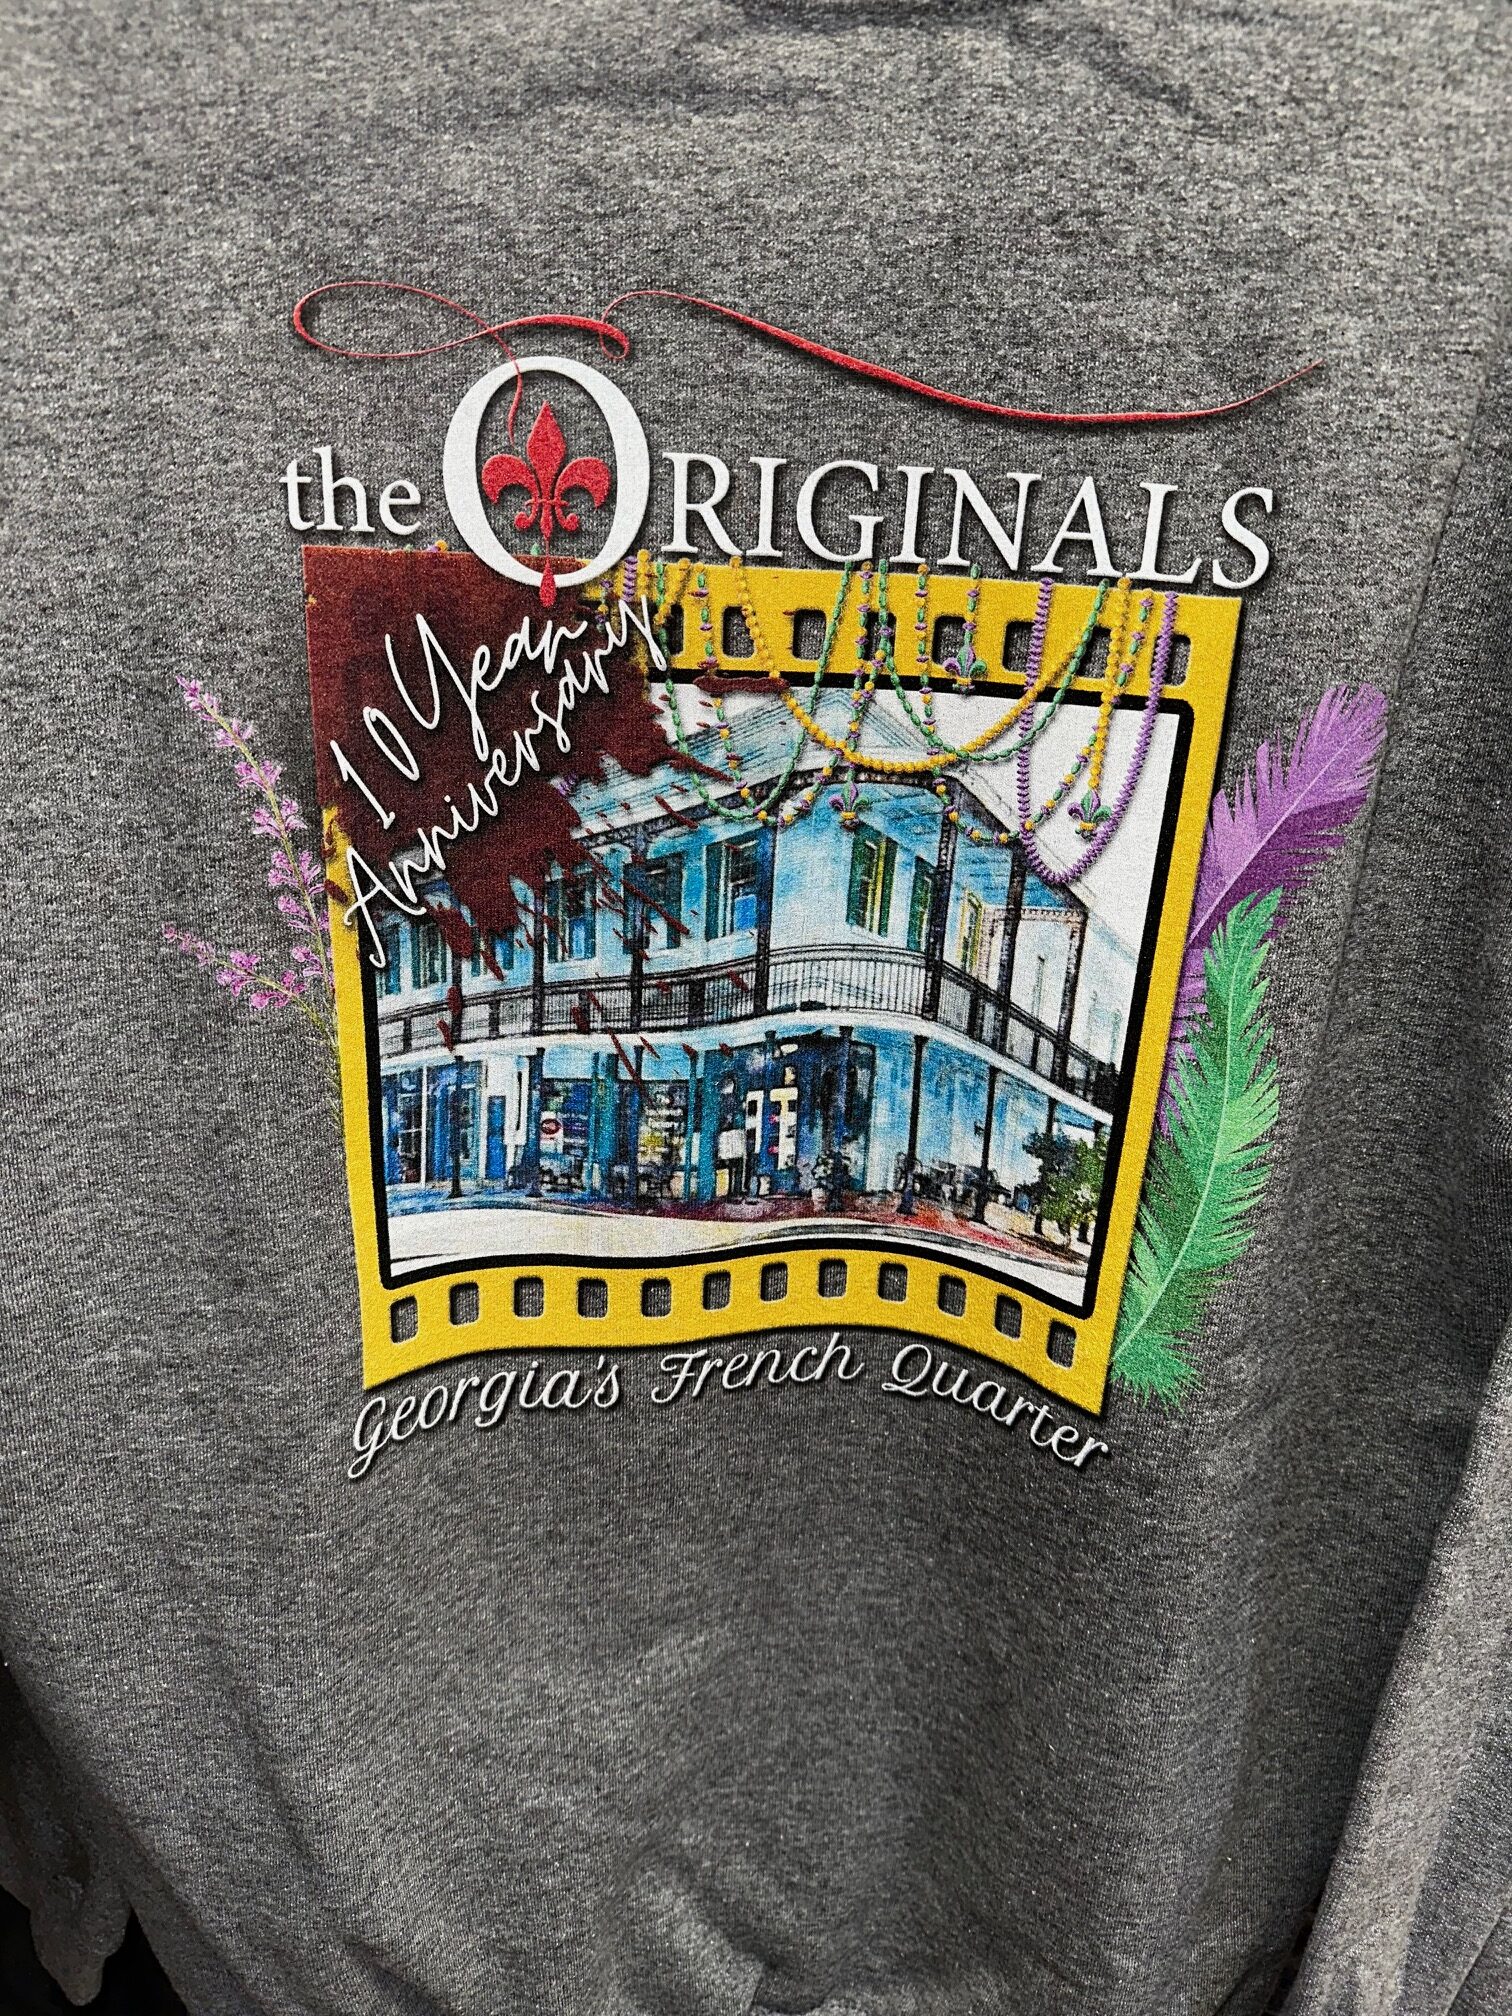 the ORIGINALS
10 Year
Anniversary
Georgia's French Quarter